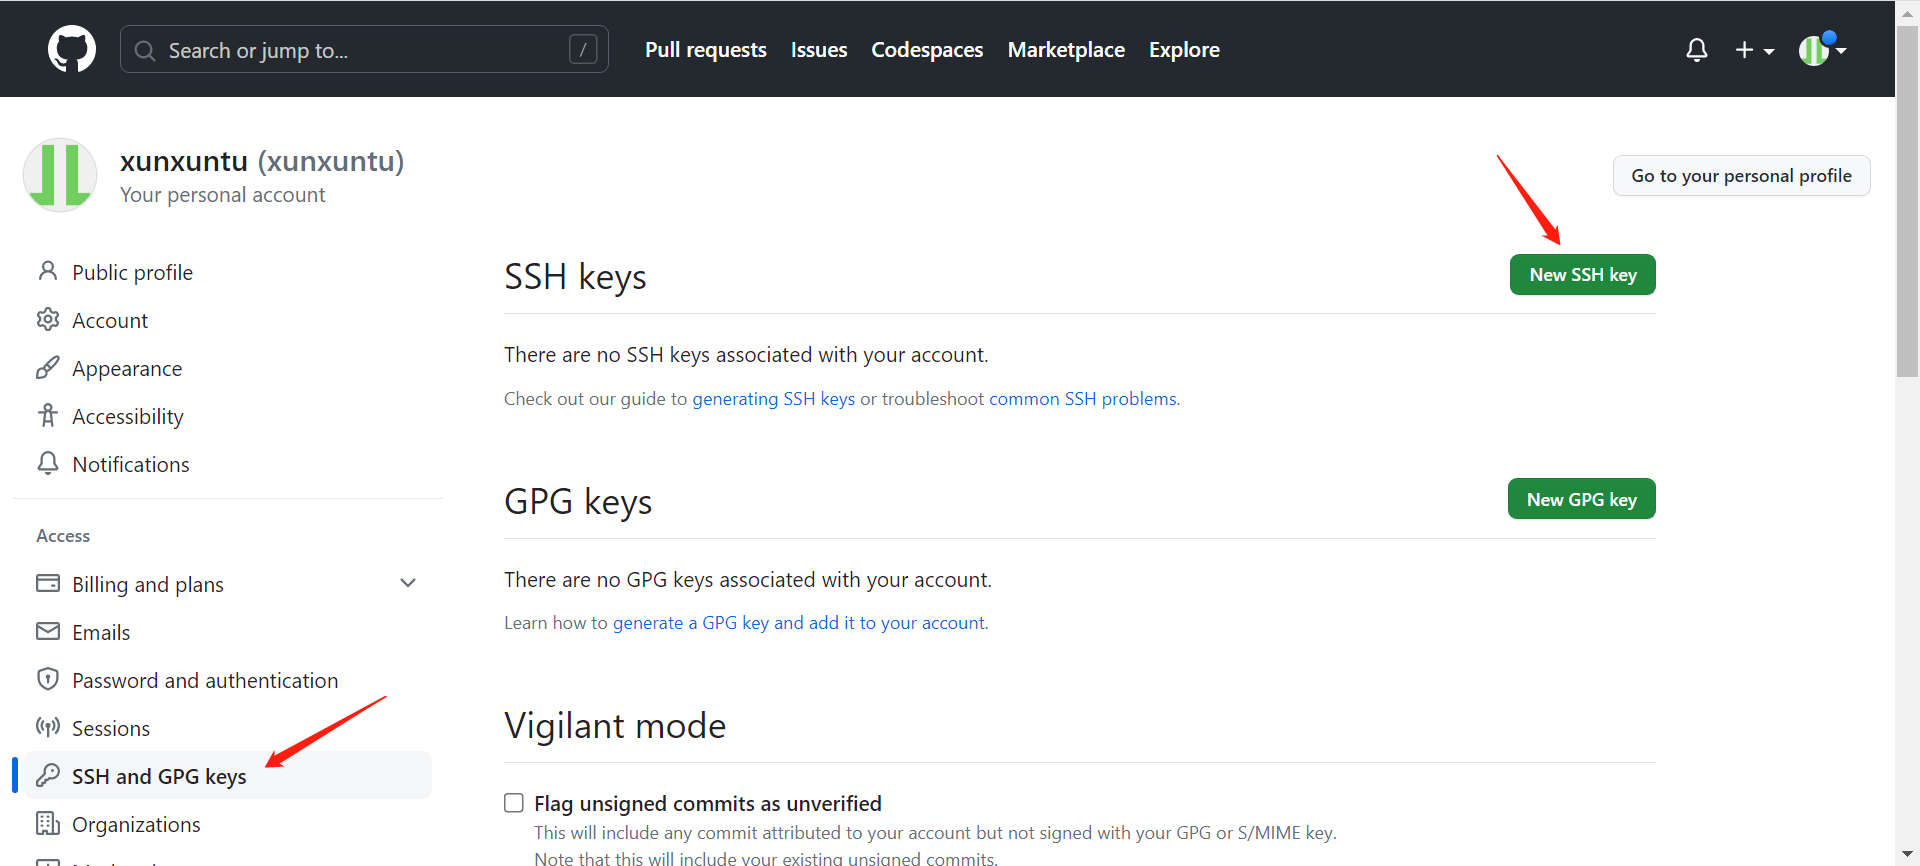 Search or jump to...
/
Pull requests
Issues
Codespaces
Marketplace
Explore
xunxuntu (xunxuntu)
Your personal account
Go to your personal profile
Public profile
Account
Appearance
Accessibility
Notifications
Access
Billing and plans
Emails
Password and authentication
Sessions
SSH and GPG keys
Organizations
SSH keys
New SSH key
There are no SSH keys associated with your account.
Check out our guide to generating SSH keys or troubleshoot common SSH problems.
GPG keys
New GPG key
There are no GPG keys associated with your account.
Learn how to generate a GPG key and add it to your account.
Vigilant mode
Flag unsigned commits as unverified
This will include any commit attributed to your account but not signed with your GPG or S/MIME key.
Note that this will include your existing unsigned commits.